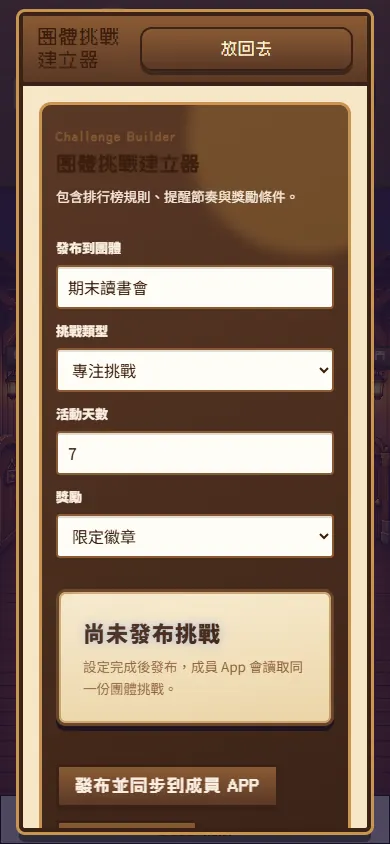 團體挑戰
建立器
放回去
Challenge Builder
團體挑戰建立器
包含排行榜規則、提醒節奏與獎勵條件。
發布到團體
期末讀書會
挑戰類型
專注挑戰
活動天數
7
獎勵
限定徽章
尚未發布挑戰
設定完成後發布，成員 App 會讀取同
一份團體挑戰。
發布並同步到成員 APP